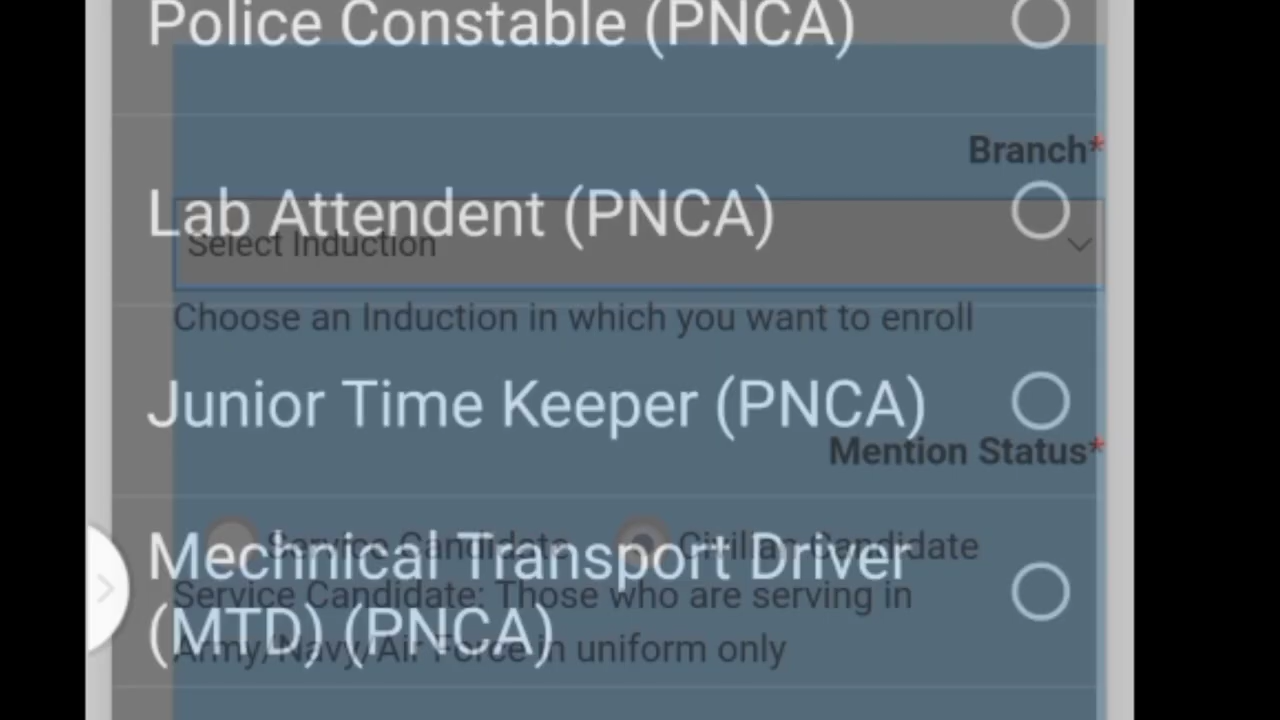 Police Constable (PNCA)
Branch*
Lab Attendent (PNCA)
Select Induction
Choose an Induction in which you want to enroll
Junior Time Keeper (PNCA)
Mention Status*
Service Candidate Civilian Candidate
Mechnical Transport Driver
Service Candidate: Those who are serving in
(MTD) (PNCA)
Army/Navy/Air Force in uniform only